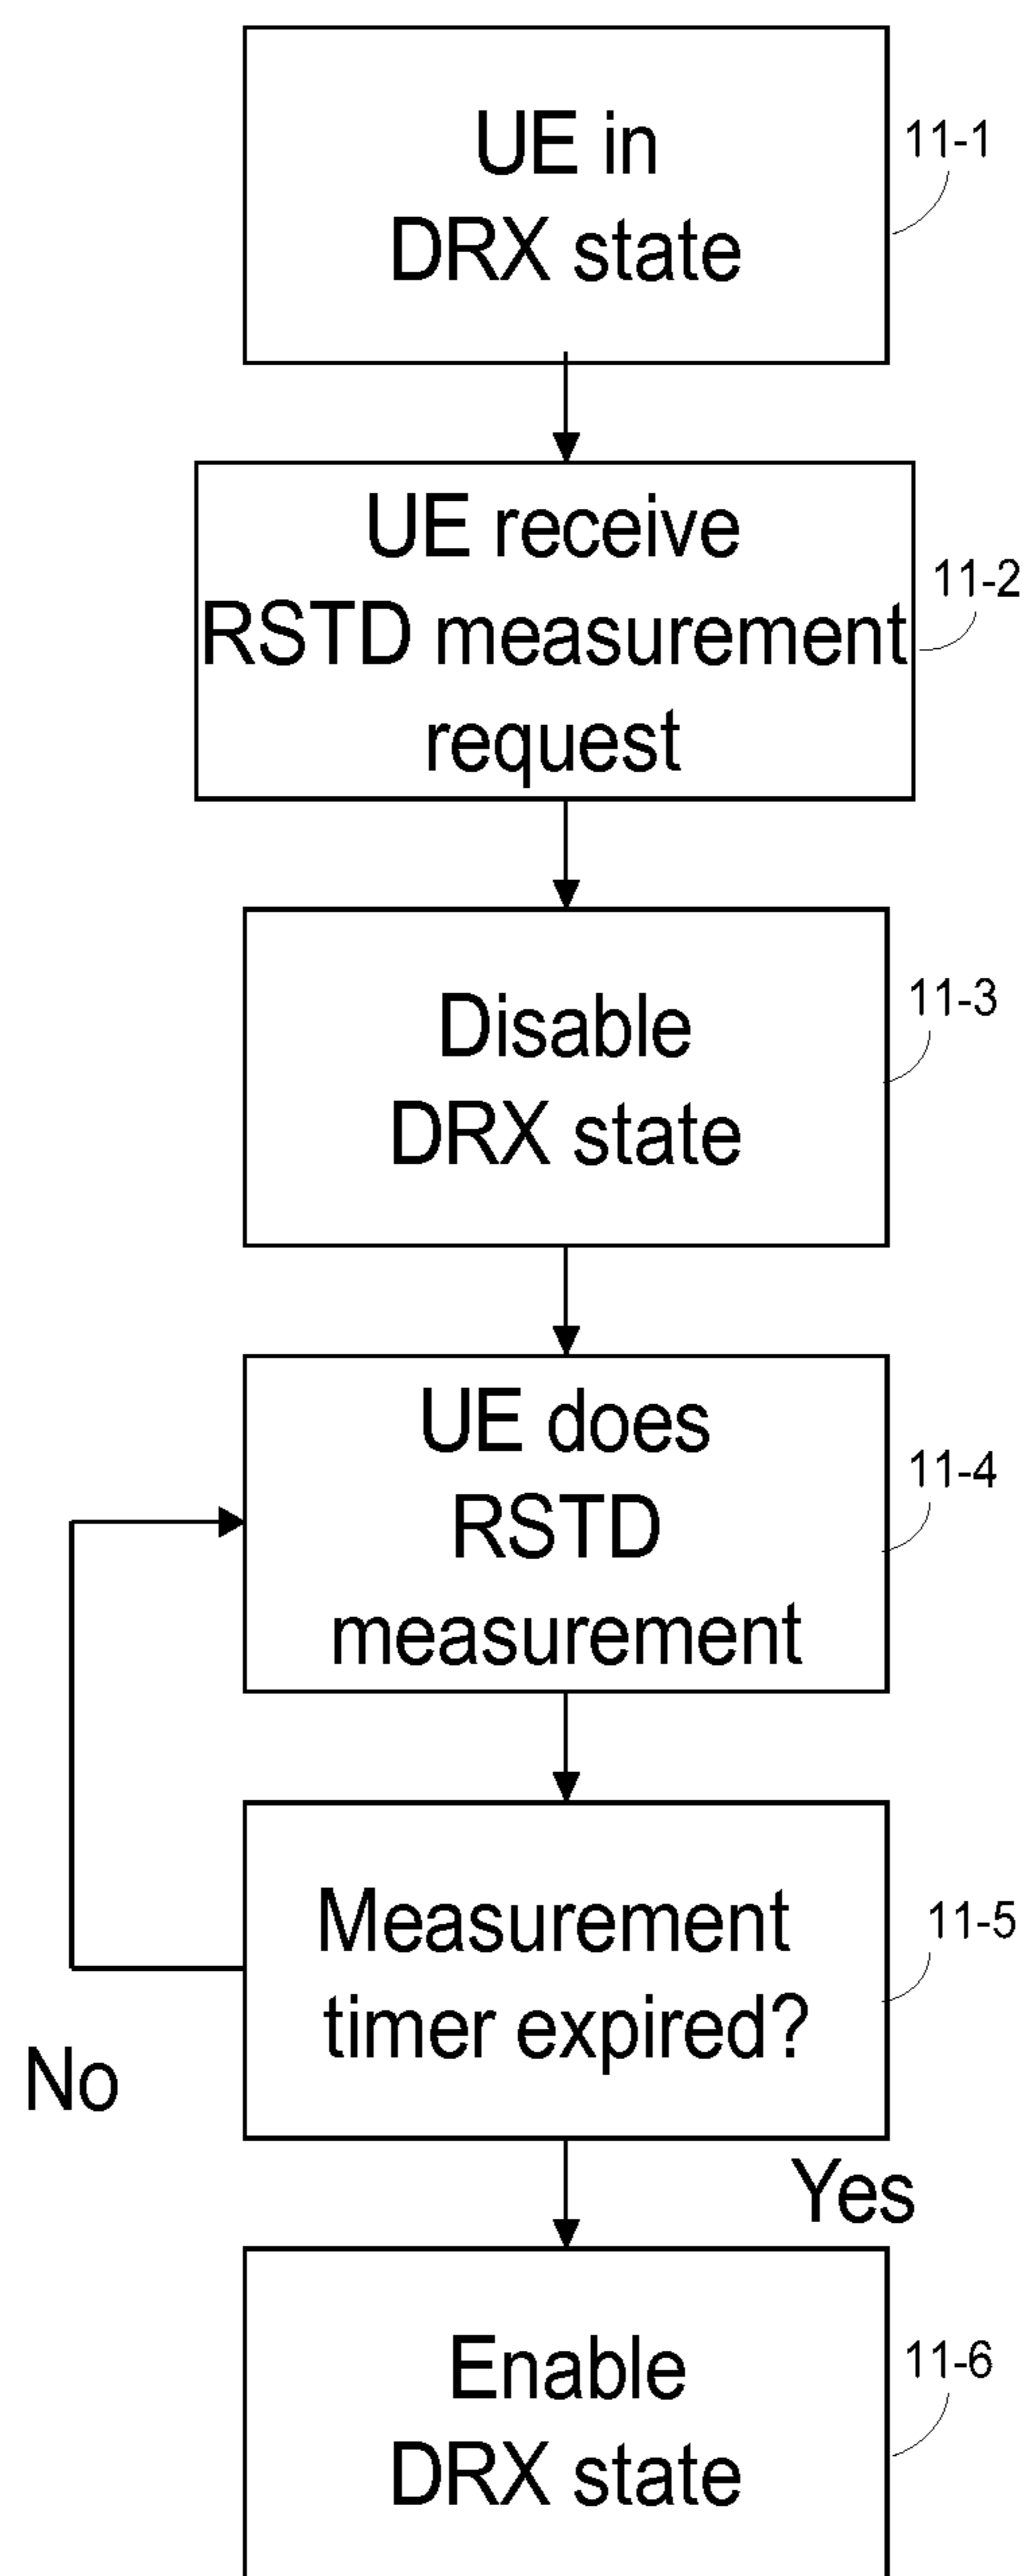 UE in
DRX state
11-1
UE receive
RSTD measurement
request
11-2
Disable
DRX state
11-3
UE does
RSTD
measurement
11-4
Measurement
timer expired?
11-5
No
Yes
Enable
DRX state
11-6